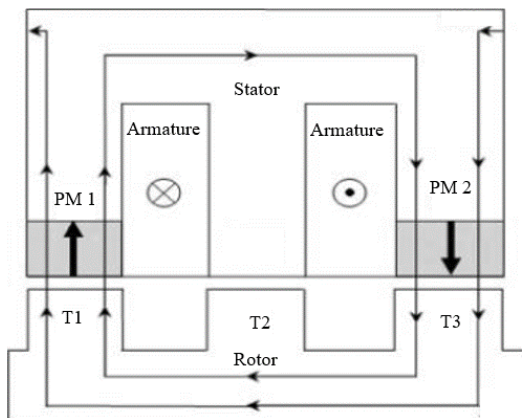 Stator
Armature
Armature
PM 1
PM 2
T1
T2
T3
Rotor